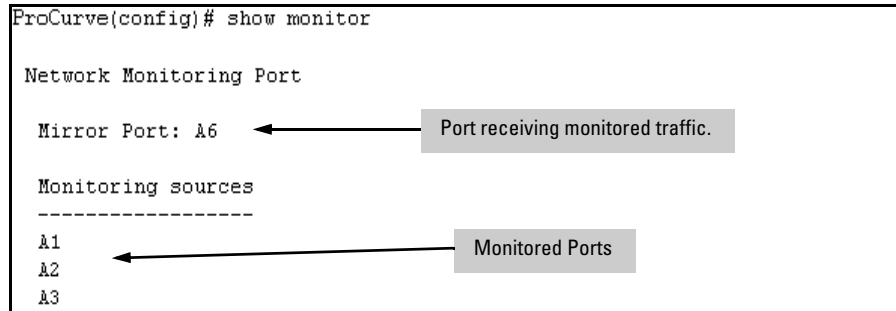 ProCurve(config)# show monitor
Network Monitoring Port
Mirror Port: A6
Port receiving monitored traffic.
Monitoring sources
------------------
A1
Monitored Ports
A2
A3